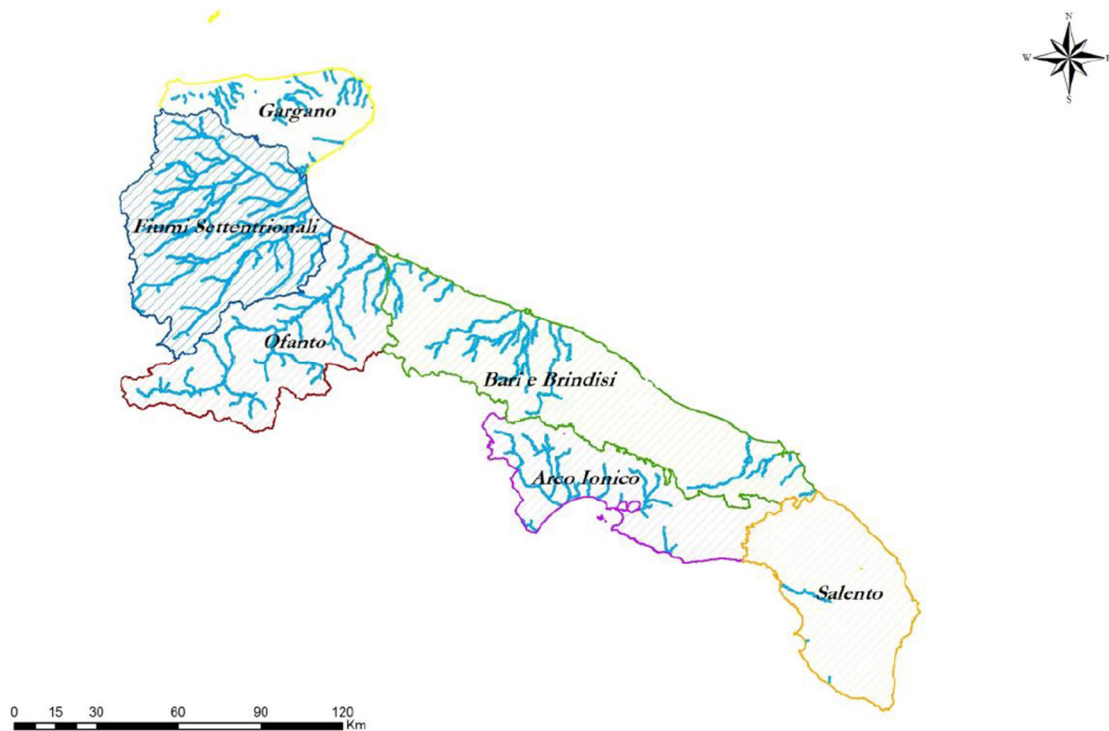 N
W E
S
Gargano
Fiumi Settentrionali
Ofanto
Bari e Brindisi
Arco Ionico
Salento
0 15 30 60 90 120
Km